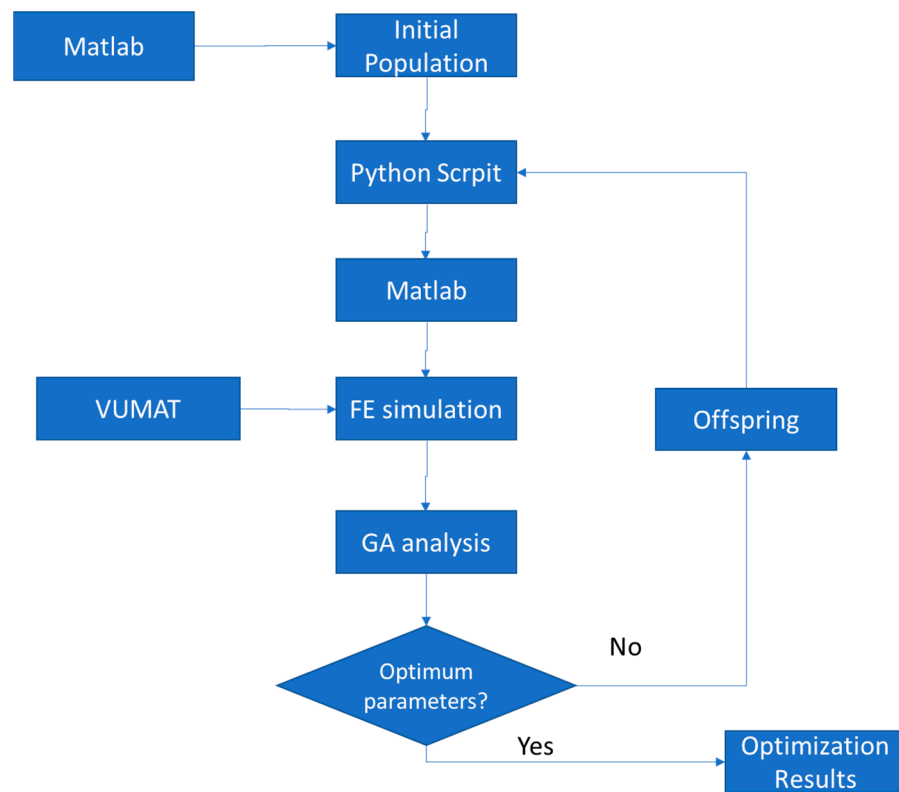 Matlab
Initial
Population
Python Scrpit
Matlab
VUMAT
FE simulation
Offspring
GA analysis
Optimum
parameters?
No
Yes
Optimization
Results